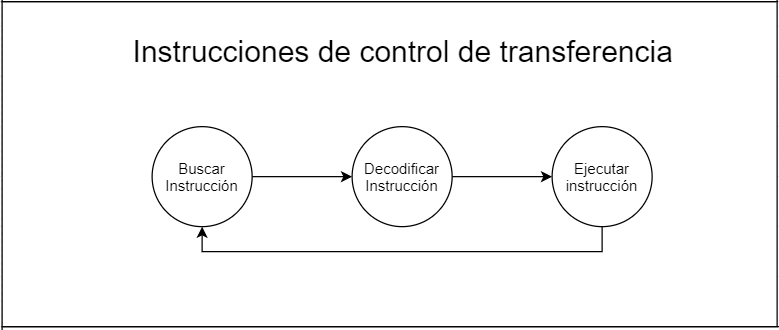 Instrucciones de control de transferencia
Buscar
Instrucción
Decodificar
Instrucción
Ejecutar
instrucción